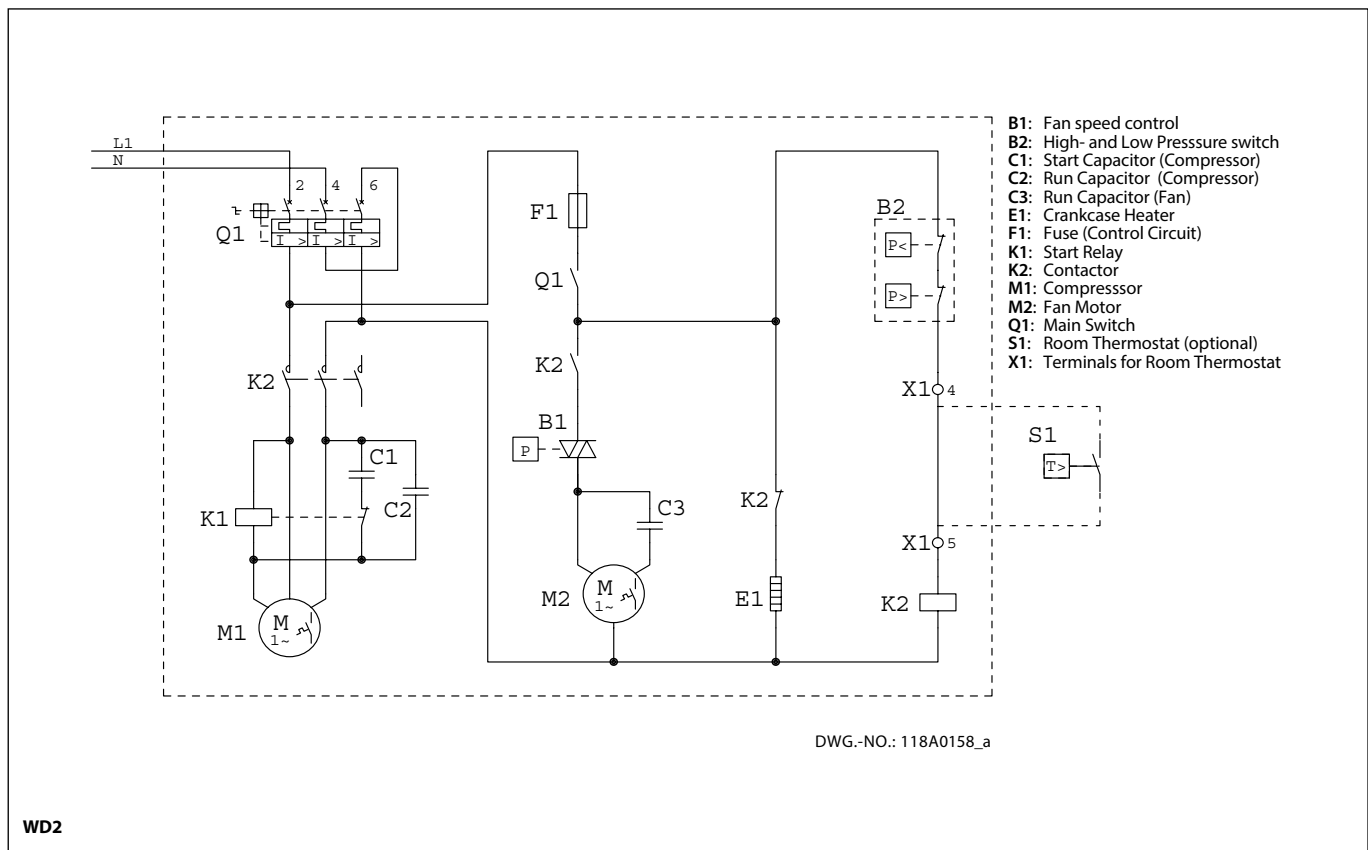 L1
N
2 4 6
Q1
I > I > I >
K2
K1
C1
C2
M1
M
1~
F1
Q1
K2
B1
P
C3
M2
M
1~
K2
E1
B2
P<
P>
X1 4
S1
T>
X1 5
K2
B1: Fan speed control
B2: High- and Low Presssure switch
C1: Start Capacitor (Compressor)
C2: Run Capacitor (Compressor)
C3: Run Capacitor (Fan)
E1: Crankcase Heater
F1: Fuse (Control Circuit)
K1: Start Relay
K2: Contactor
M1: Compresssor
M2: Fan Motor
Q1: Main Switch
S1: Room Thermostat (optional)
X1: Terminals for Room Thermostat
DWG.-NO.: 118A0158_a
WD2